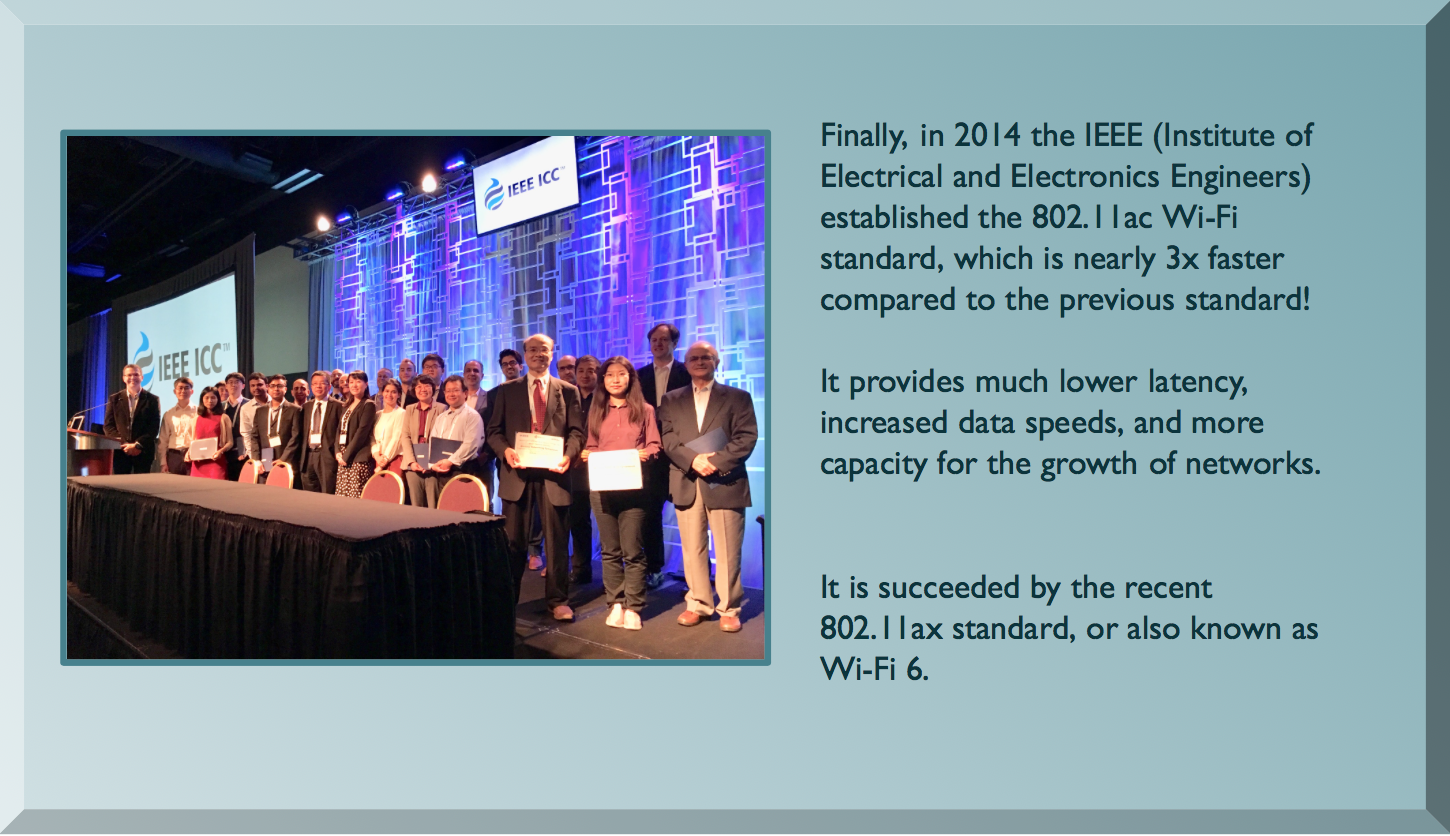 IEEE ICC™
IEEE ICC™
Finally, in 2014 the IEEE (Institute of
Electrical and Electronics Engineers)
established the 802.11ac Wi-Fi
standard, which is nearly 3x faster
compared to the previous standard!
It provides much lower latency,
increased data speeds, and more
capacity for the growth of networks.
It is succeeded by the recent
802.11ax standard, or also known as
Wi-Fi 6.